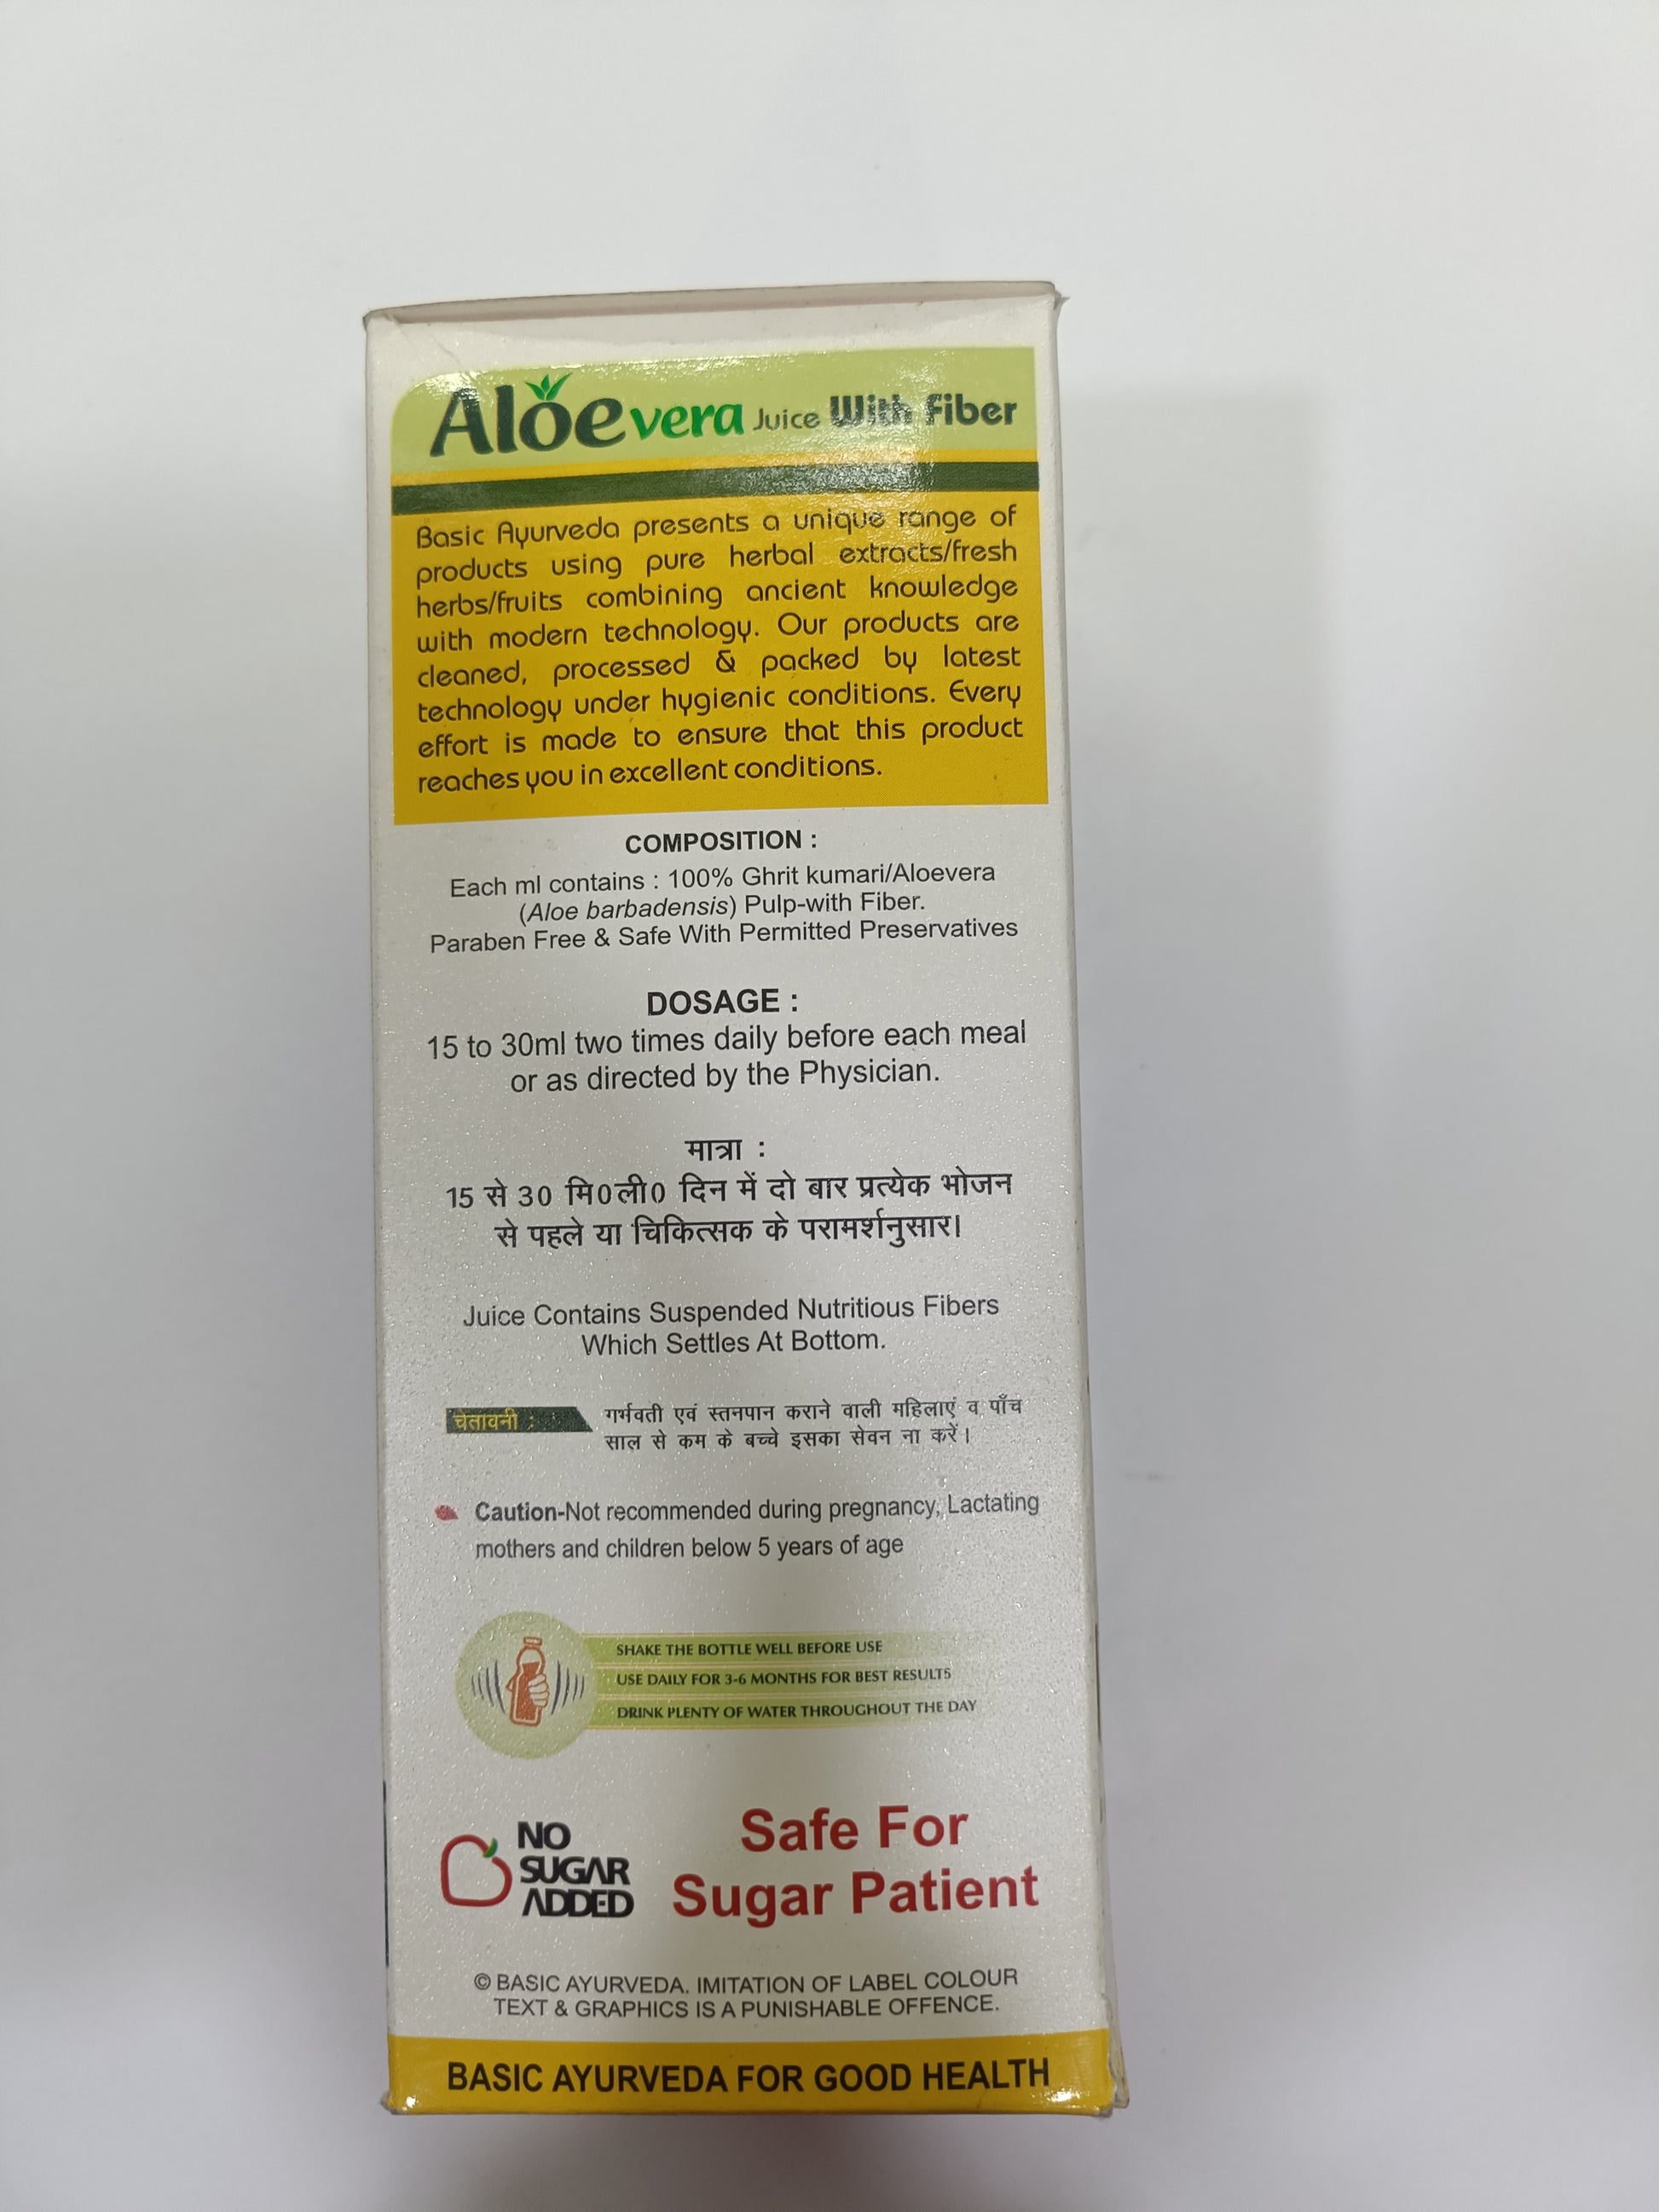 Aloevera Juice With Fiber
Basic Ayurveda presents a unique range of
products using pure herbal extracts/fresh
herbs/fruits combining ancient knowledge
with modern technology. Our products are
cleaned, processed & packed by latest
technology under hygienic conditions. Every
effort is made to ensure that this product
reaches you in excellent conditions.
COMPOSITION :
Each ml contains : 100% Ghrit kumari/Aloevera
(Aloe barbadensis) Pulp-with Fiber.
Paraben Free & Safe With Permitted Preservatives
DOSAGE :
15 to 30ml two times daily before each meal
or as directed by the Physician.
मात्रा :
15 से 30 मि0ली0 दिन में दो बार प्रत्येक भोजन
से पहले या चिकित्सक के परामर्शनुसार।
Juice Contains Suspended Nutritious Fibers
Which Settles At Bottom.
चेतावनी : गर्भवती एवं स्तनपान कराने वाली महिलाएं व पाँच
साल से कम के बच्चे इसका सेवन ना करें।
Caution-Not recommended during pregnancy, Lactating
mothers and children below 5 years of age
SHAKE THE BOTTLE WELL BEFORE USE
USE DAILY FOR 3-6 MONTHS FOR BEST RESULTS
DRINK PLENTY OF WATER THROUGHOUT THE DAY
NO
SUGAR
ADDED
Safe For
Sugar Patient
© BASIC AYURVEDA. IMITATION OF LABEL COLOUR
TEXT & GRAPHICS IS A PUNISHABLE OFFENCE.
BASIC AYURVEDA FOR GOOD HEALTH